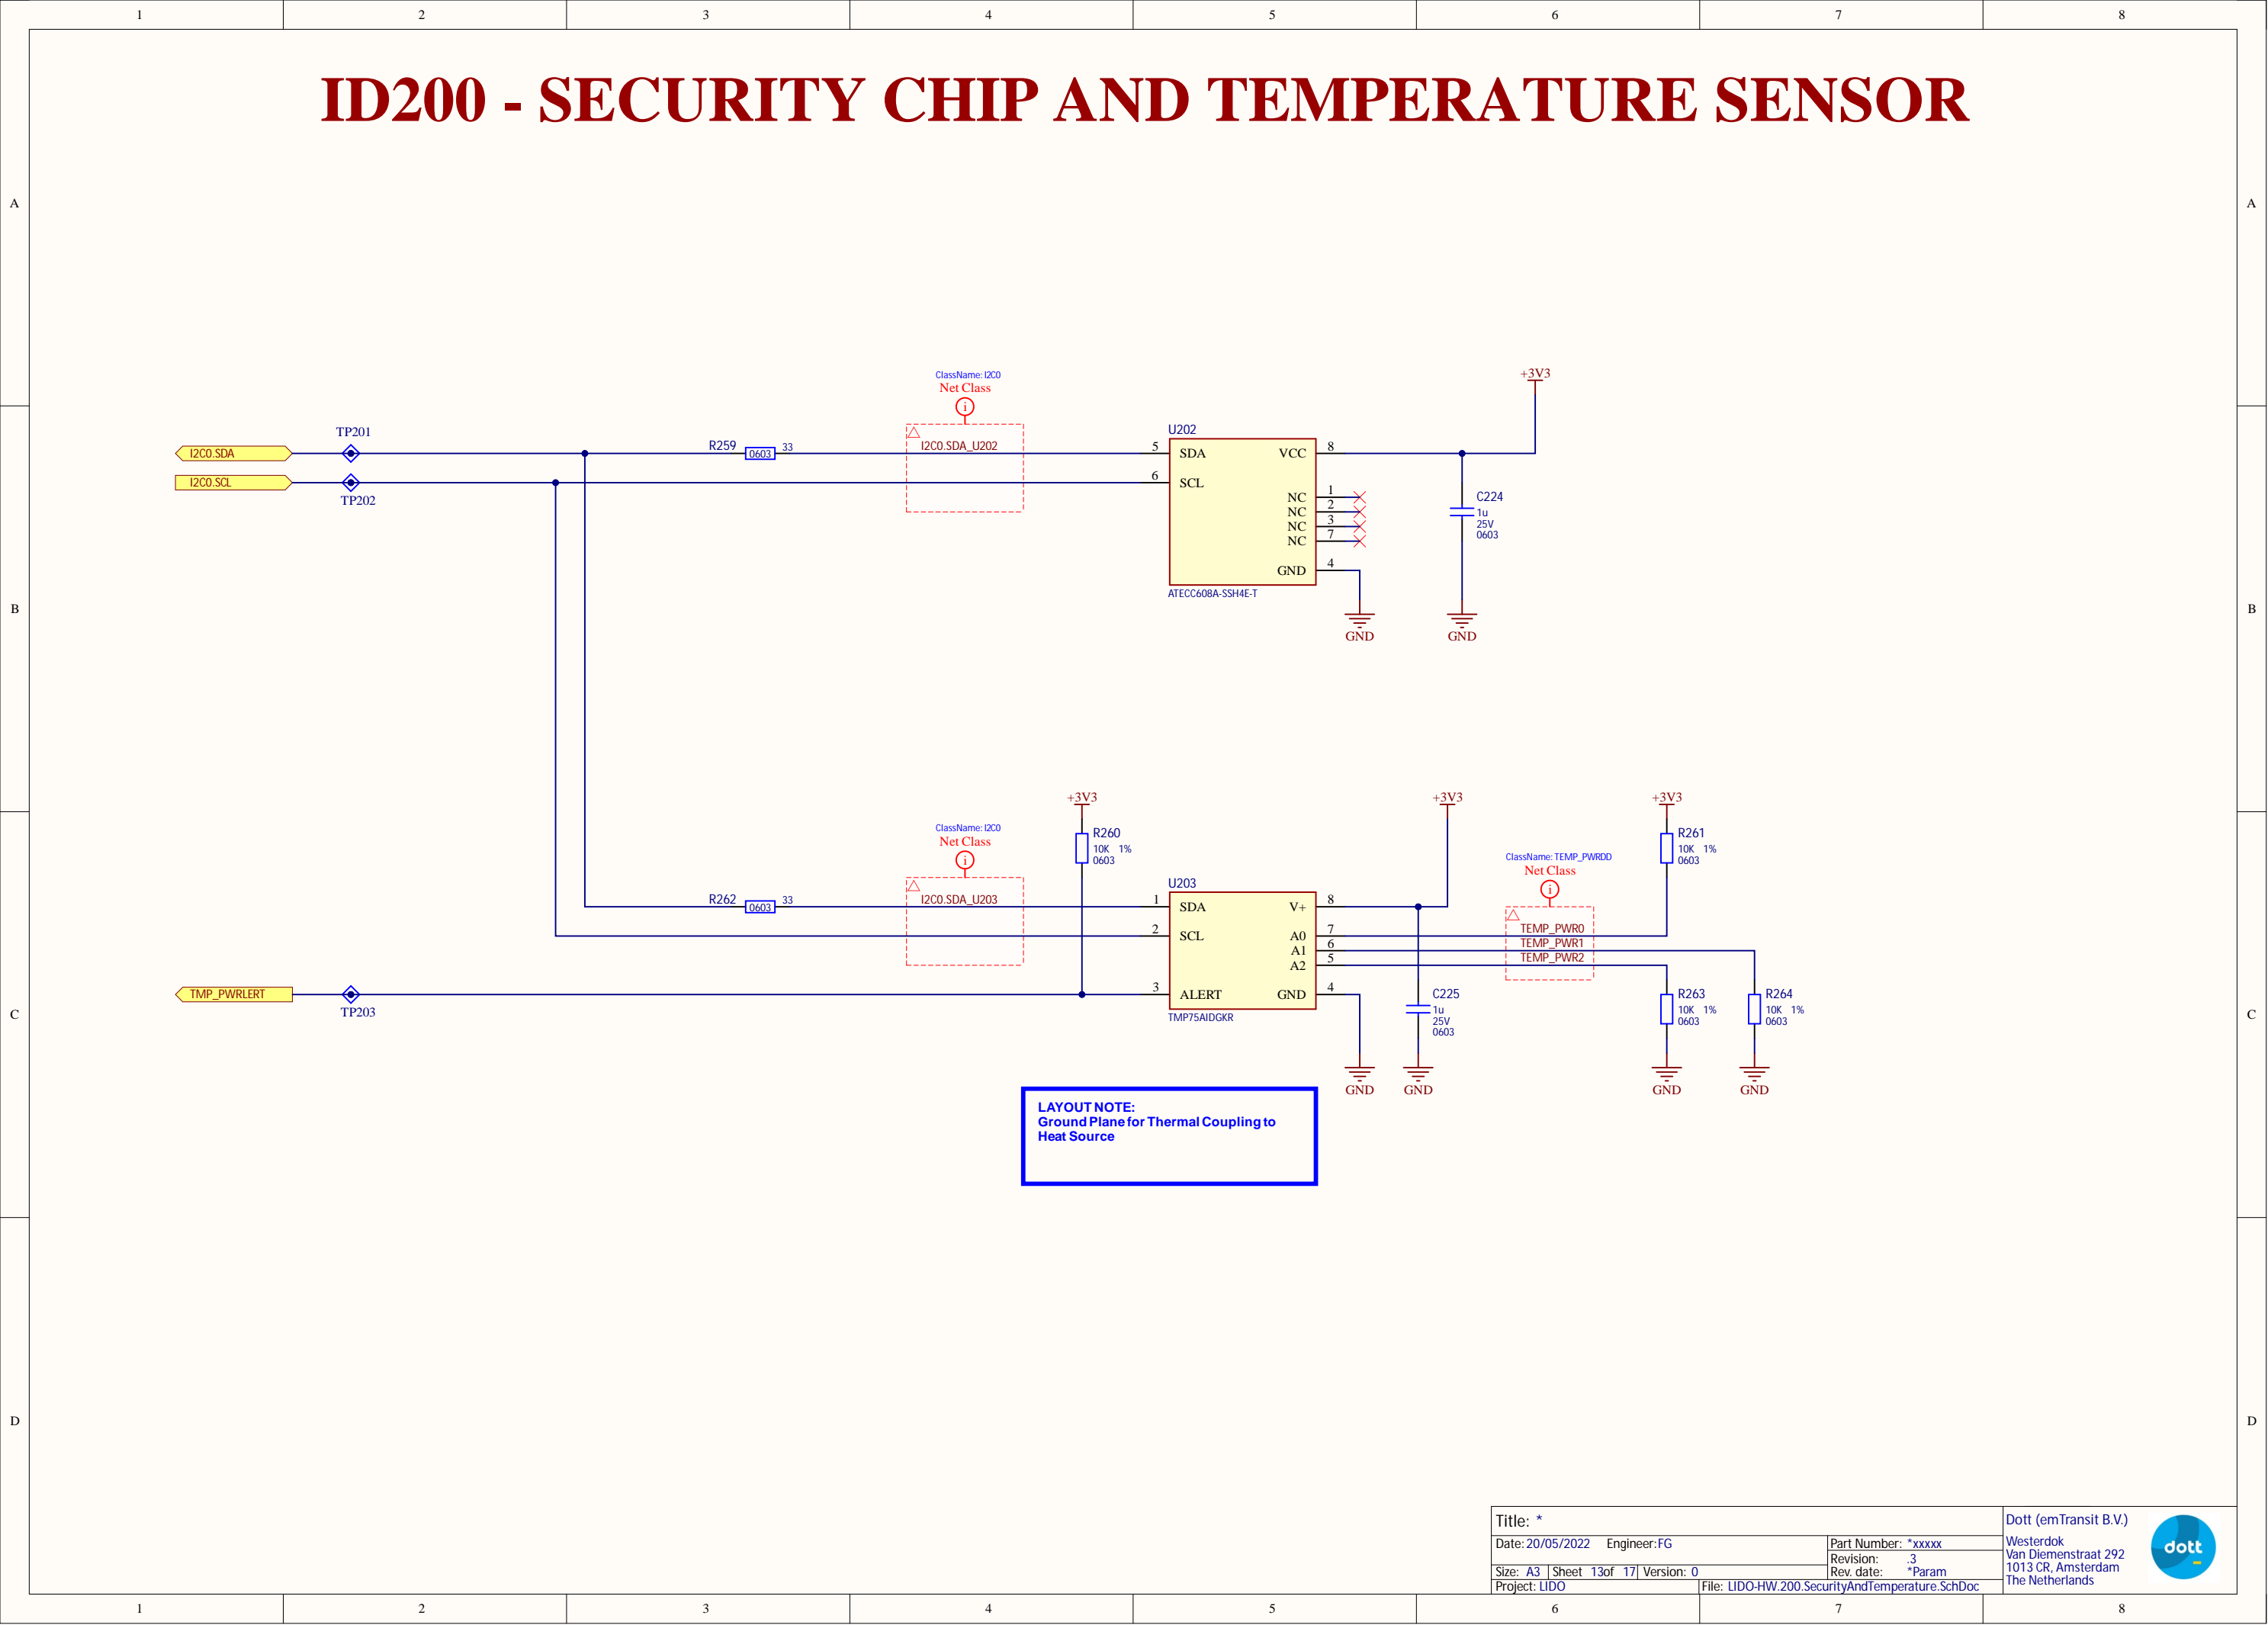 1 2 3 4 5 6 7 8
ID200 - SECURITY CHIP AND TEMPERATURE SENSOR
A A
ClassName: I2C0
Net Class
i
+3V3
TP201
I2C0.SDA
R259 0603 33
I2C0.SDA_U202
U202
5 SDA VCC 8
I2C0.SCL
TP202
6 SCL
NC 1
NC 2
NC 3
NC 7
GND 4
ATECC608A-SSH4E-T
C224
1u
25V
0603
GND GND
B B
+3V3 +3V3 +3V3
ClassName: I2C0
Net Class
i
R260
10K 1%
0603
R261
10K 1%
0603
ClassName: TEMP_PWRDD
Net Class
i
R262 0603 33
I2C0.SDA_U203
U203
1 SDA V+ 8
2 SCL A0 7
A1 6
A2 5
3 ALERT GND 4
TMP75AIDGKR
TEMP_PWR0
TEMP_PWR1
TEMP_PWR2
TMP_PWRLERT
TP203
C225
1u
25V
0603
R263
10K 1%
0603
R264
10K 1%
0603
GND GND GND GND
C C
LAYOUT NOTE:
Ground Plane for Thermal Coupling to
Heat Source
D D
Title: *
Date: 20/05/2022 Engineer: FG
Part Number: *xxxxx
Revision: .3
Size: A3 Sheet 13 of 17 Version: 0
Rev. date: *Param
Project: LIDO
File: LIDO-HW.200.SecurityAndTemperature.SchDoc
Dott (emTransit B.V.)
Westerdok
Van Diemenstraat 292
1013 CR, Amsterdam
The Netherlands
dott
1 2 3 4 5 6 7 8